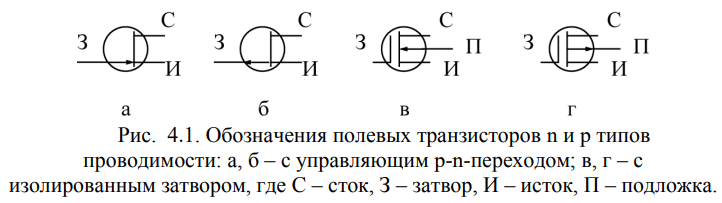 С С С С
З З З П З П
И И И И
а б в г
Рис. 4.1. Обозначения полевых транзисторов n и p типов
проводимости: а, б – с управляющим p-n-переходом; в, г – с
изолированным затвором, где С – сток, З – затвор, И – исток, П – подложка.